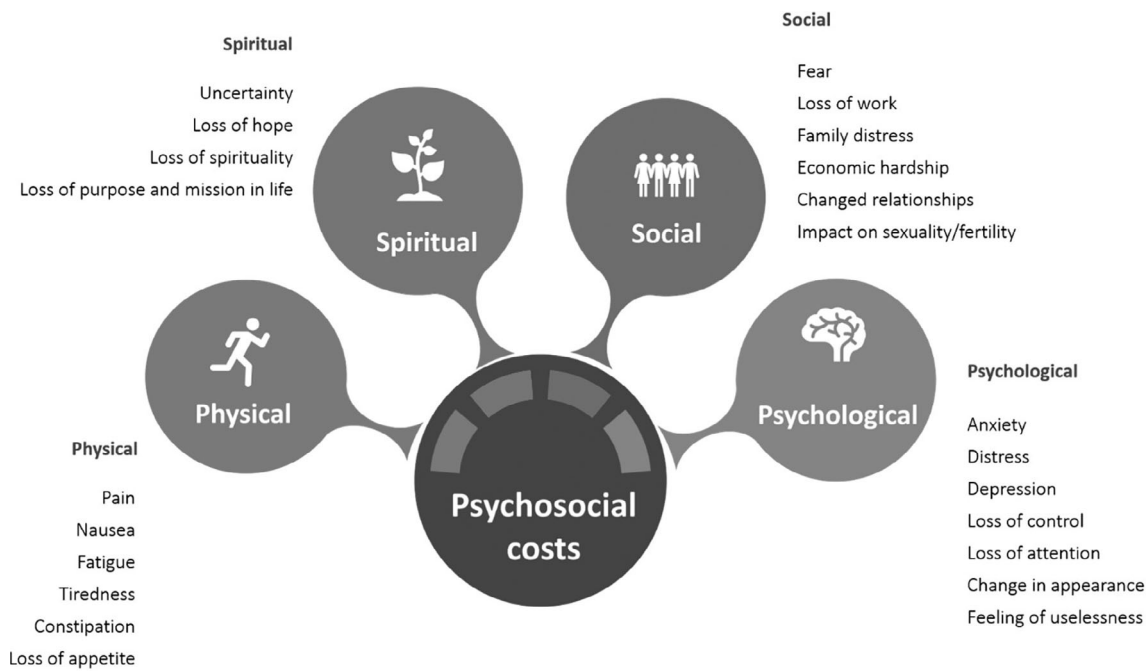 Spiritual
Uncertainty
Loss of hope
Loss of spirituality
Loss of purpose and mission in life
Spiritual
Social
Fear
Loss of work
Family distress
Economic hardship
Changed relationships
Impact on sexuality/fertility
Social
Physical
Physical
Pain
Nausea
Fatigue
Tiredness
Constipation
Loss of appetite
Psychosocial
costs
Psychological
Psychological
Anxiety
Distress
Depression
Loss of control
Loss of attention
Change in appearance
Feeling of uselessness